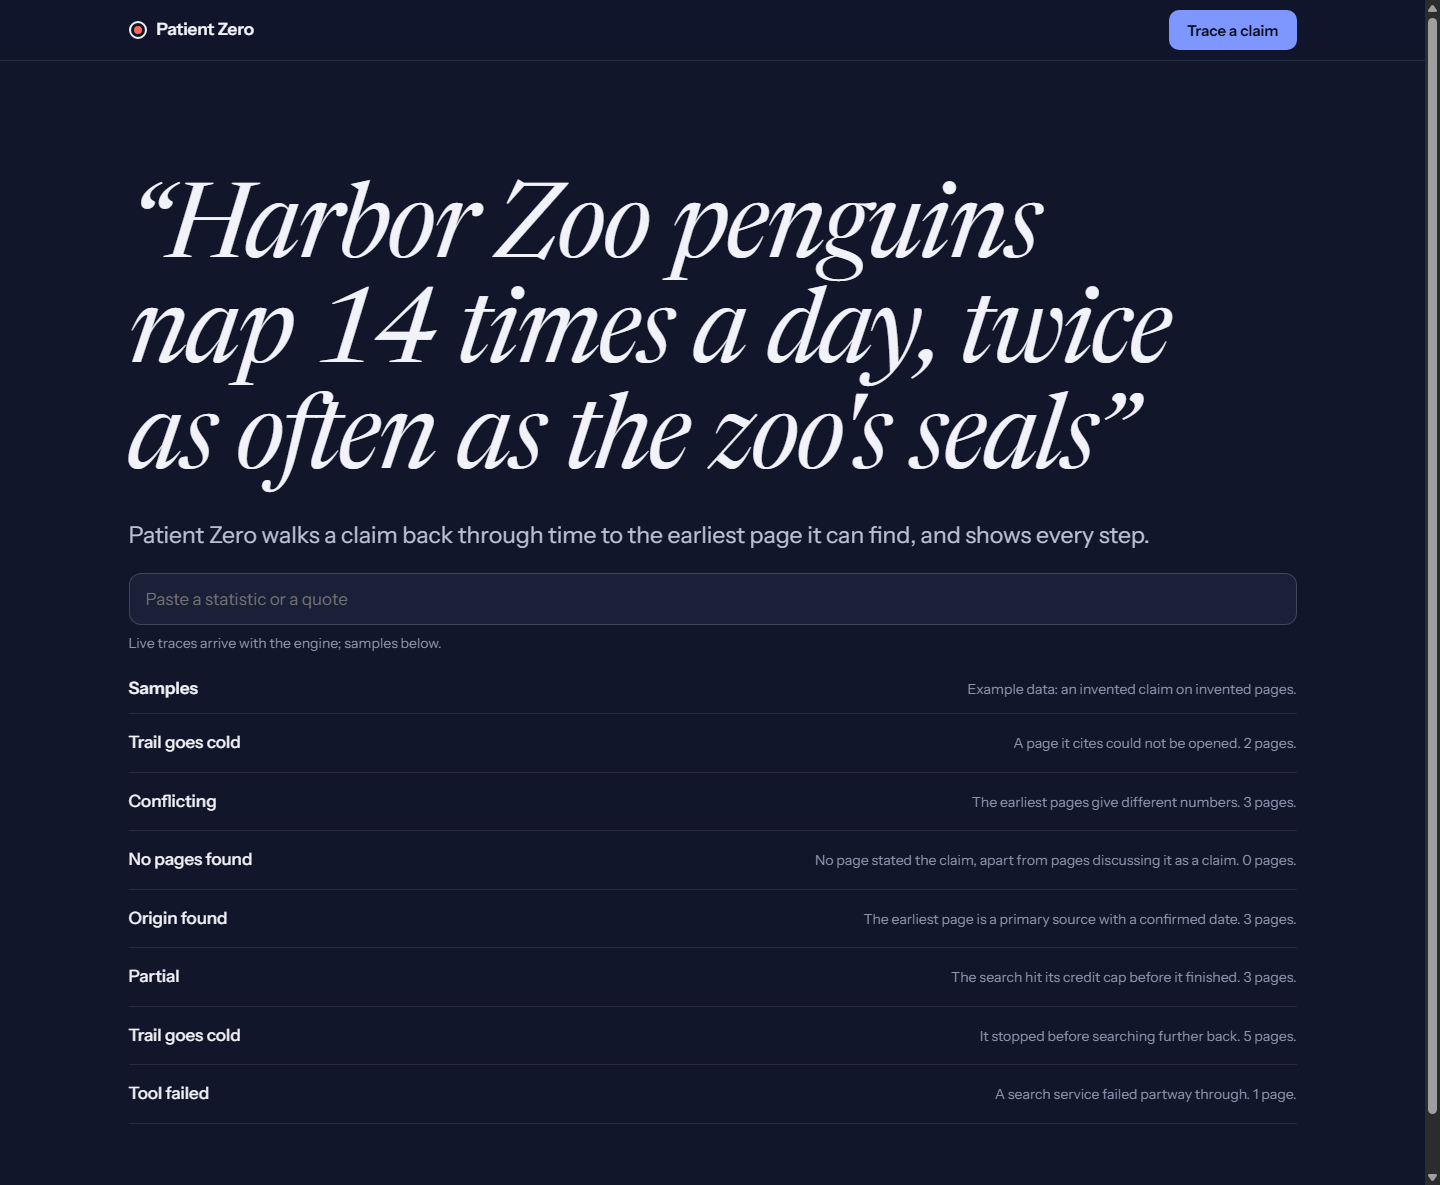 Patient Zero
Trace a claim
“Harbor Zoo penguins
nap 14 times a day, twice
as often as the zoo's seals”
Patient Zero walks a claim back through time to the earliest page it can find, and shows every step.
Paste a statistic or a quote
Live traces arrive with the engine; samples below.
Samples
Example data: an invented claim on invented pages.
Trail goes cold
A page it cites could not be opened. 2 pages.
Conflicting
The earliest pages give different numbers. 3 pages.
No pages found
No page stated the claim, apart from pages discussing it as a claim. 0 pages.
Origin found
The earliest page is a primary source with a confirmed date. 3 pages.
Partial
The search hit its credit cap before it finished. 3 pages.
Trail goes cold
It stopped before searching further back. 5 pages.
Tool failed
A search service failed partway through. 1 page.